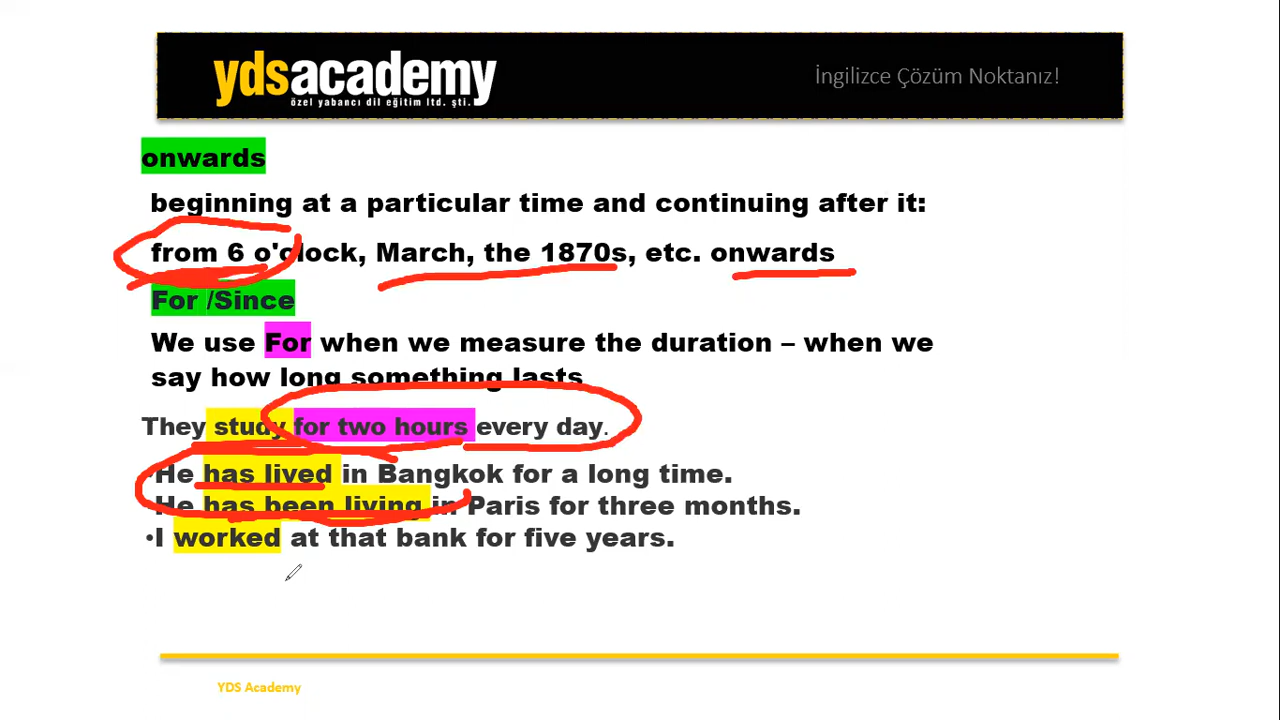 ydsacademy
özel yabancı dil eğitim ltd. şti.
İngilizce Çözüm Noktanız!
onwards
beginning at a particular time and continuing after it:
from 6 o'clock, March, the 1870s, etc. onwards
For /Since
We use For when we measure the duration – when we
say how long something lasts
They study for two hours every day.
•He has lived in Bangkok for a long time.
•He has been living in Paris for three months.
•I worked at that bank for five years.
YDS Academy